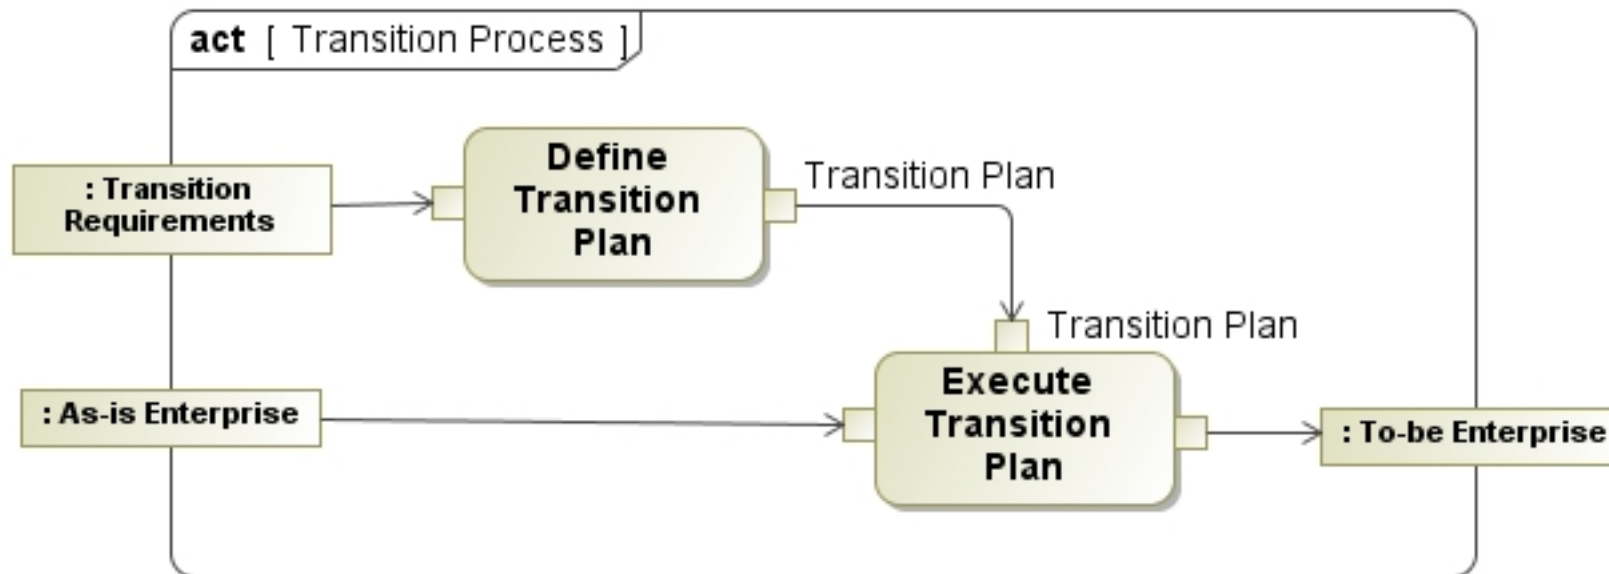 act [ Transition Process ]
: Transition
Requirements
Define
Transition
Plan
Transition Plan
Transition Plan
: As-is Enterprise
Execute
Transition
Plan
: To-be Enterprise